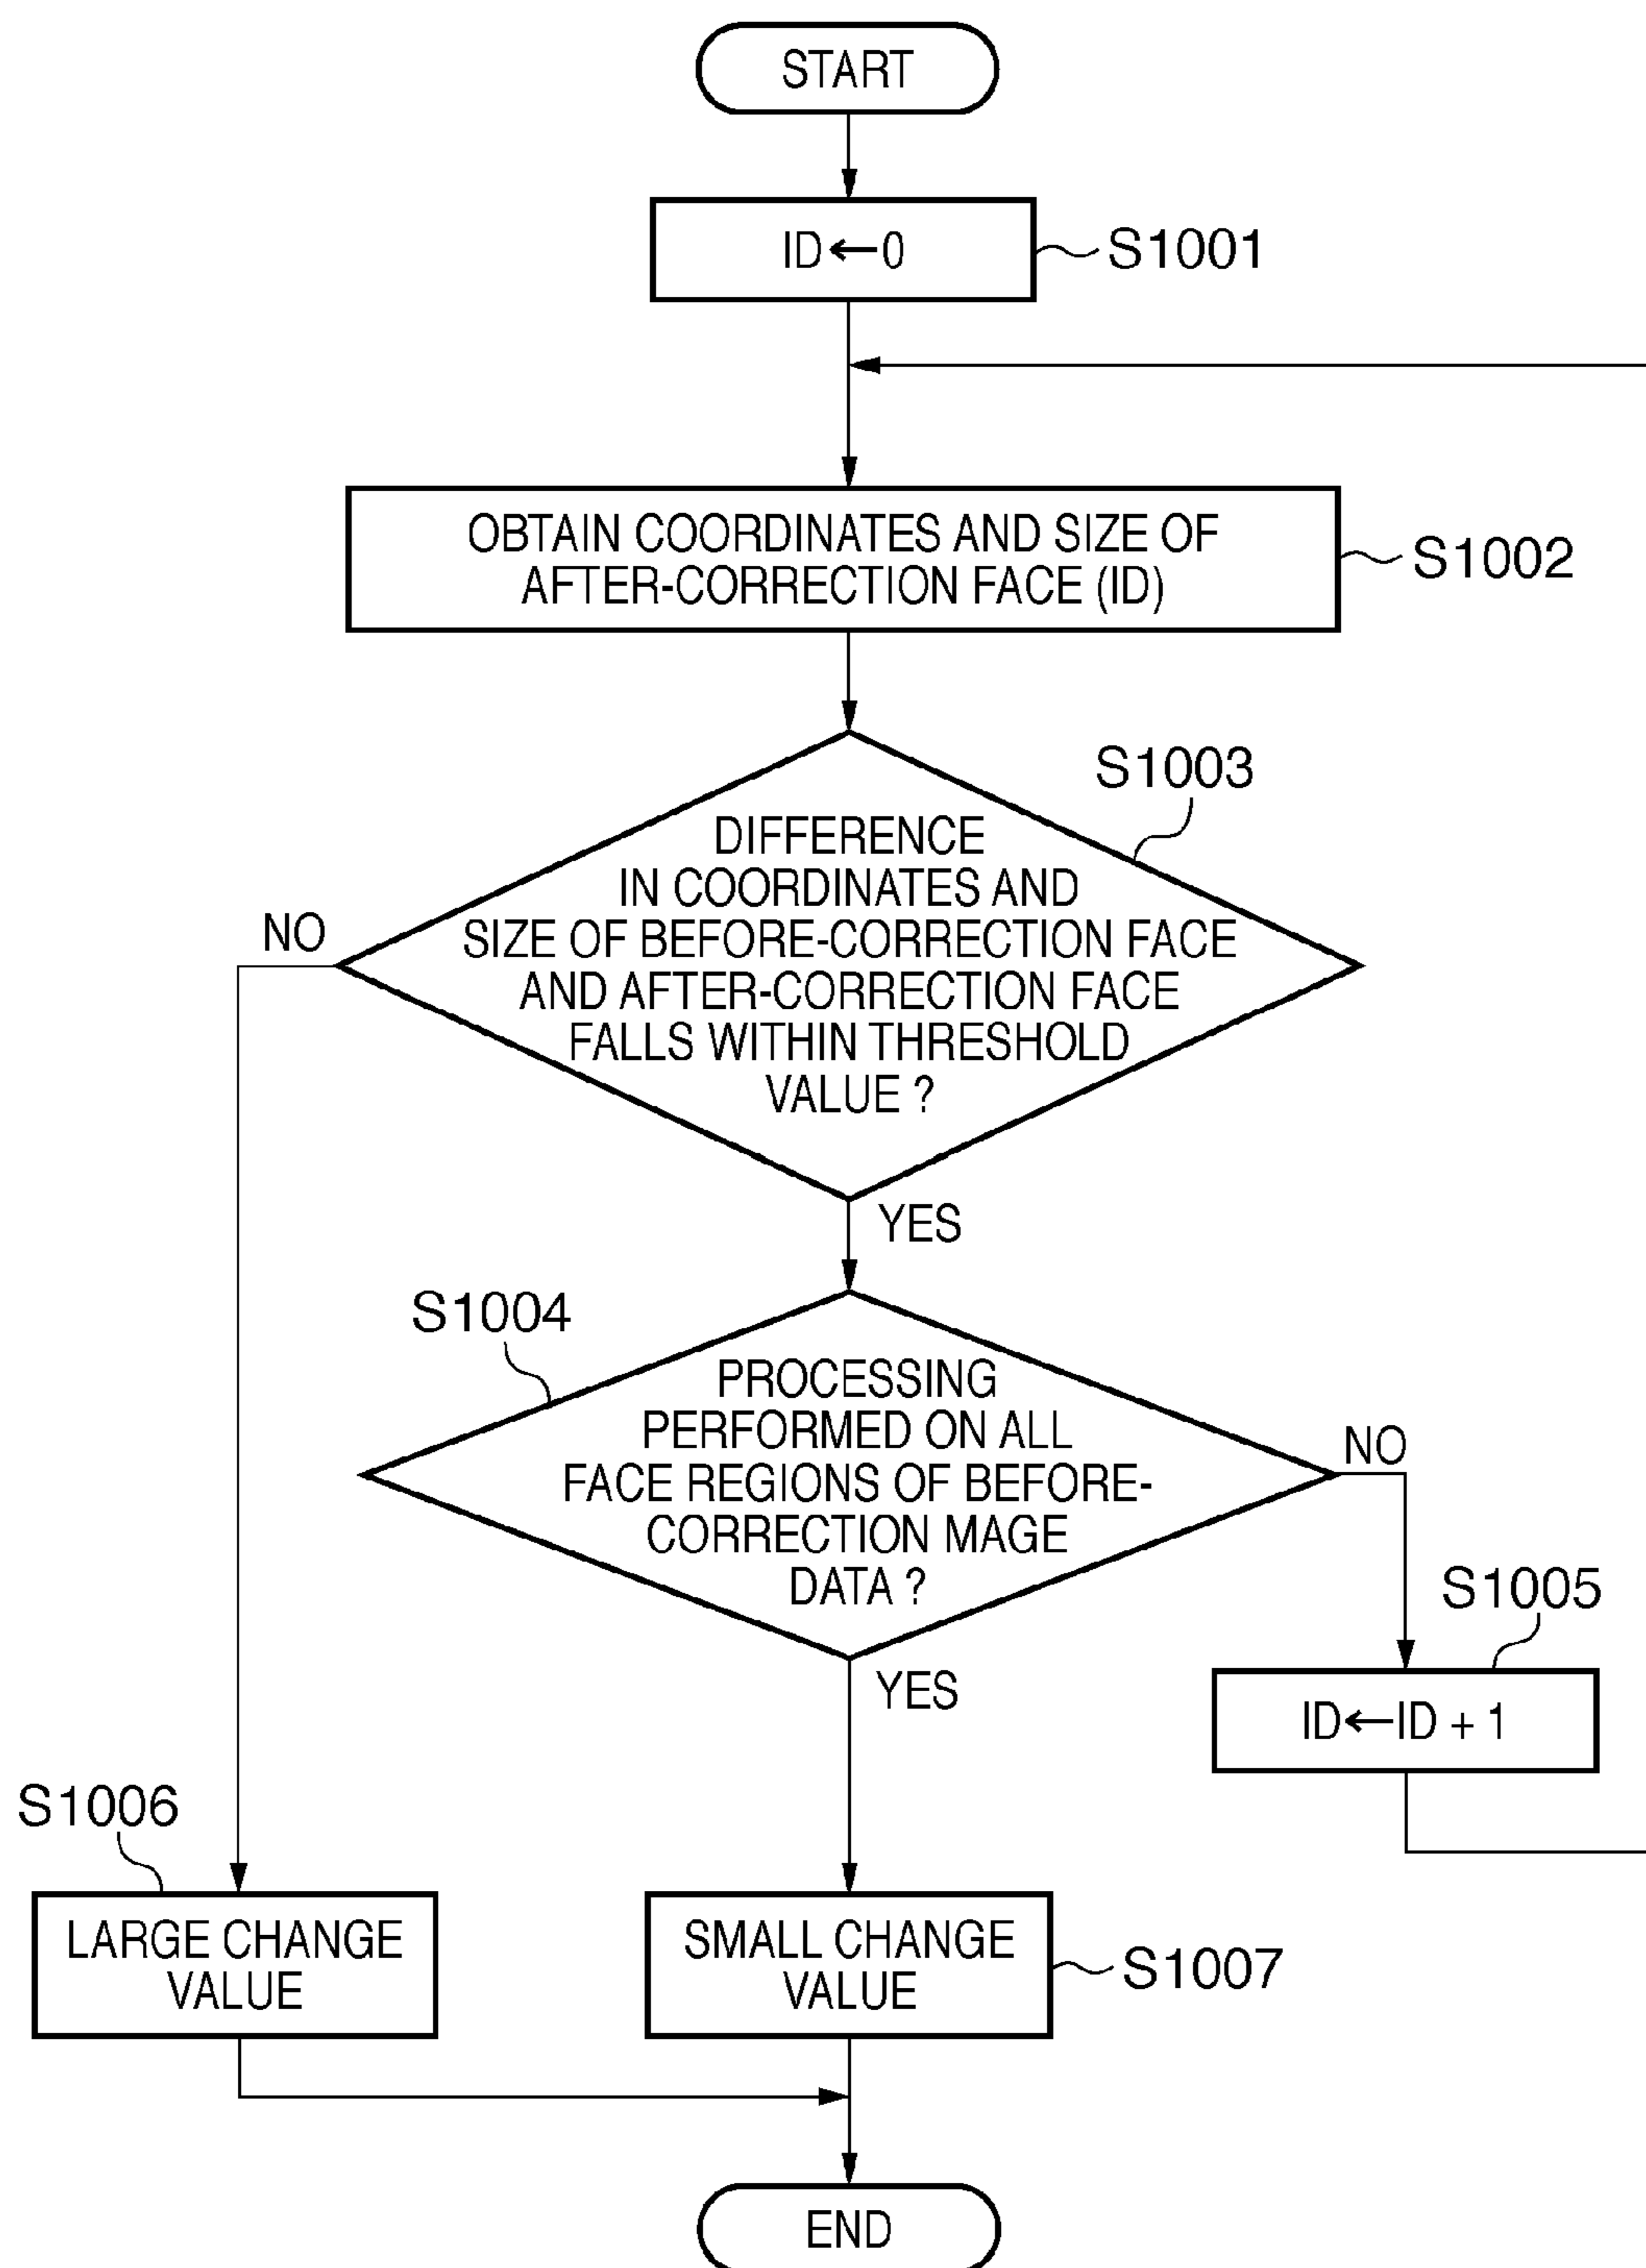 START
ID←0
S1001
OBTAIN COORDINATES AND SIZE OF
AFTER-CORRECTION FACE (ID)
S1002
S1003
DIFFERENCE
IN COORDINATES AND
SIZE OF BEFORE-CORRECTION FACE
AND AFTER-CORRECTION FACE
FALLS WITHIN THRESHOLD
VALUE ?
NO
YES
S1004
PROCESSING
PERFORMED ON ALL
FACE REGIONS OF BEFORE-
CORRECTION MAGE
DATA ?
NO
YES
S1005
ID←ID + 1
S1006
LARGE CHANGE
VALUE
SMALL CHANGE
VALUE
S1007
END